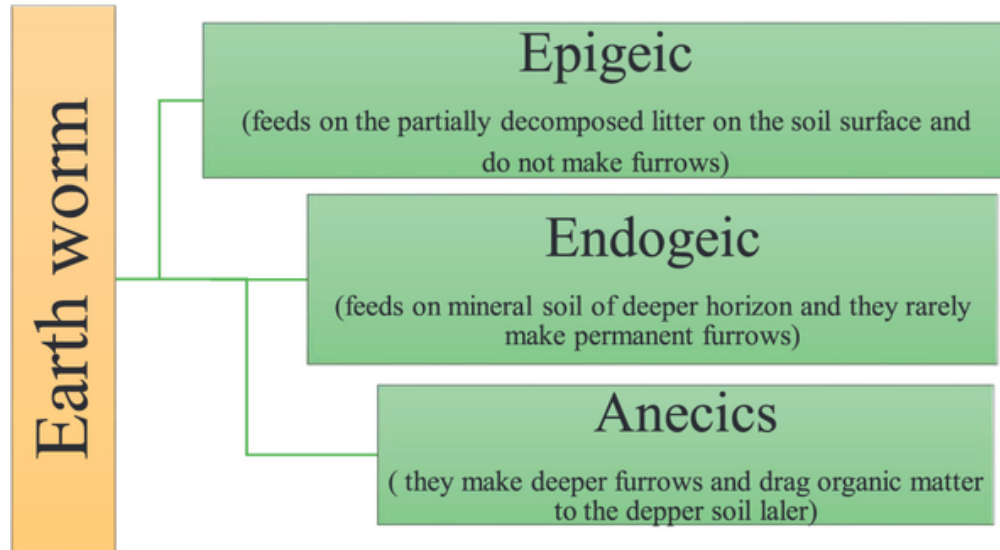 Earth worm
Epigeic
(feeds on the partially decomposed litter on the soil surface and
do not make furrows)
Endogeic
(feeds on mineral soil of deeper horizon and they rarely
make permanent furrows)
Anecics
( they make deeper furrows and drag organic matter
to the depper soil laler)